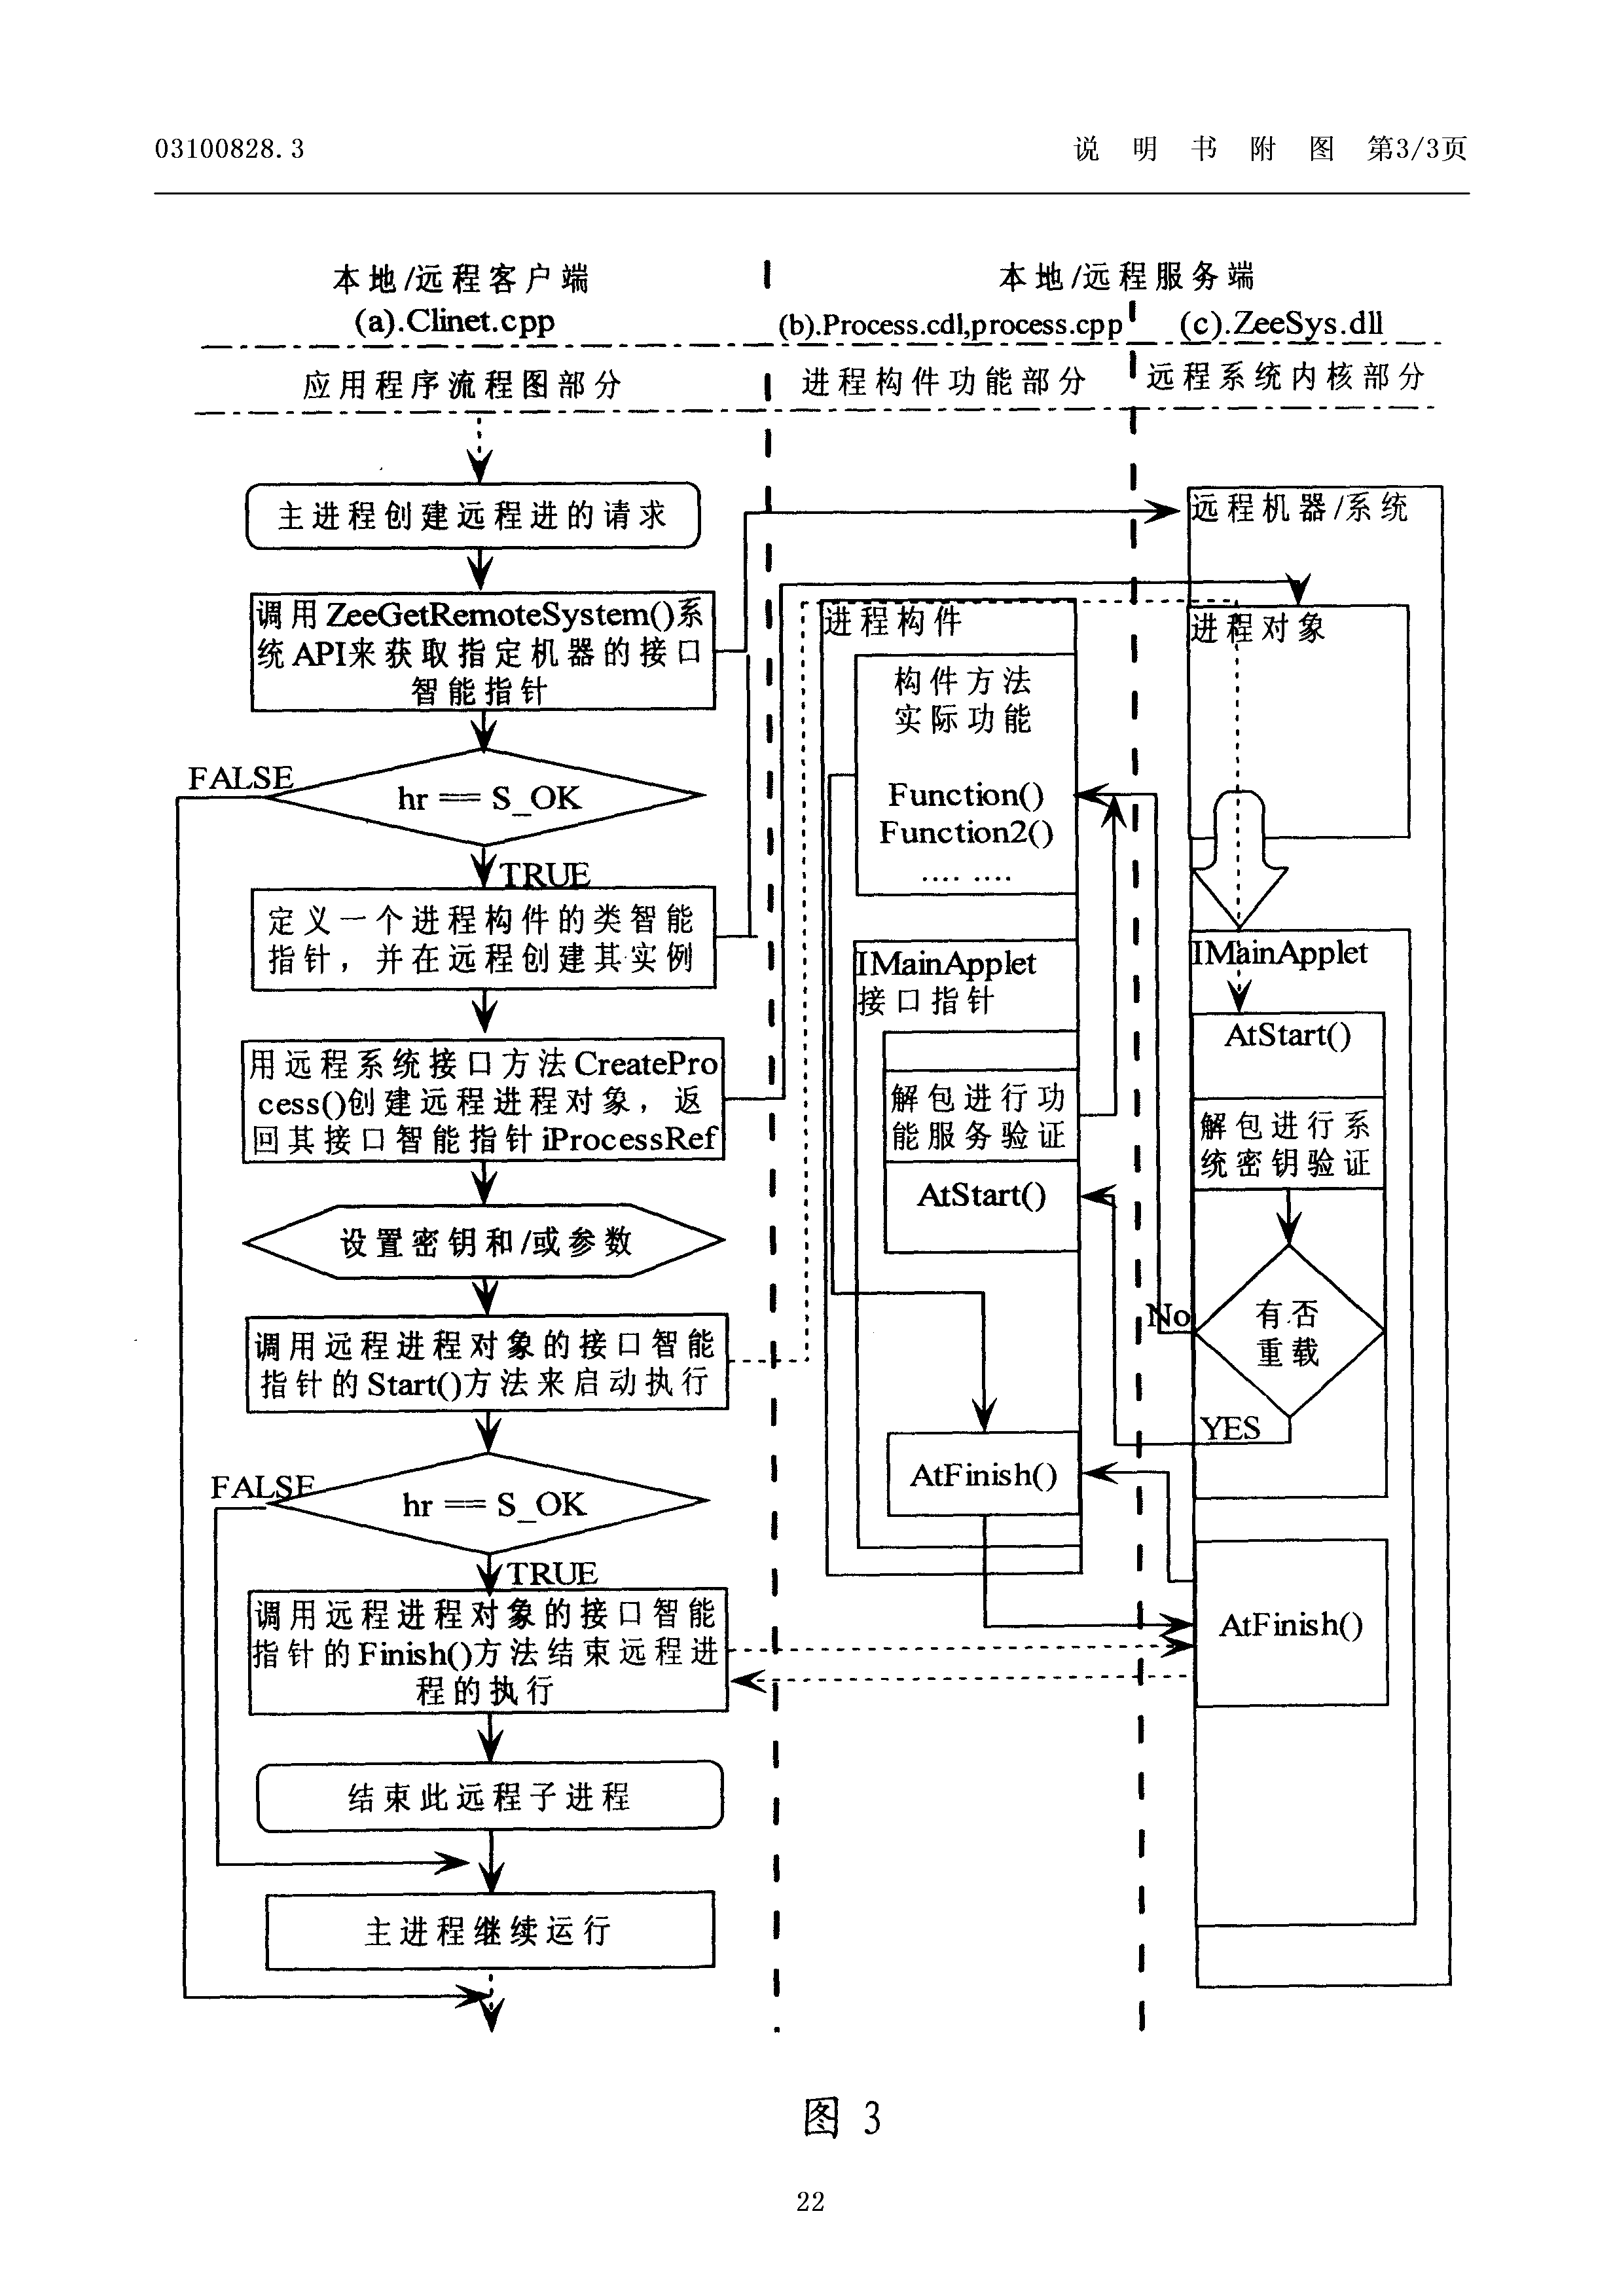 03100828.3
说明书附图 第3/3页
本地/远程客户端
(a).Clinet.cpp
本地/远程服务端
(b).Process.cdl,process.cpp
(c).ZeeSys.dll
应用程序流程图部分
进程构件功能部分
远程系统内核部分
主进程创建远程进的请求
调用ZeeGetRemoteSystem()系
统API来获取指定机器的接口
智能指针
FALSE
hr == S_OK
TRUE
定义一个进程构件的类智能
指针，并在远程创建其实例
用远程系统接口方法CreatePro
cess()创建远程进程对象，返
回其接口智能指针iProcessRef
设置密钥和/或参数
调用远程进程对象的接口智能
指针的Start()方法来启动执行
FALSE
hr == S_OK
TRUE
调用远程进程对象的接口智能
指针的Finish()方法结束远程进
程的执行
结束此远程子进程
主进程继续运行
进程构件
构件方法
实际功能
Function()
Function2()
.... ....
IMainApplet
接口指针
解包进行功
能服务验证
AtStart()
AtFinish()
远程机器/系统
进程对象
IMainApplet
AtStart()
解包进行系
统密钥验证
No
有否
重载
YES
AtFinish()
图 3
22